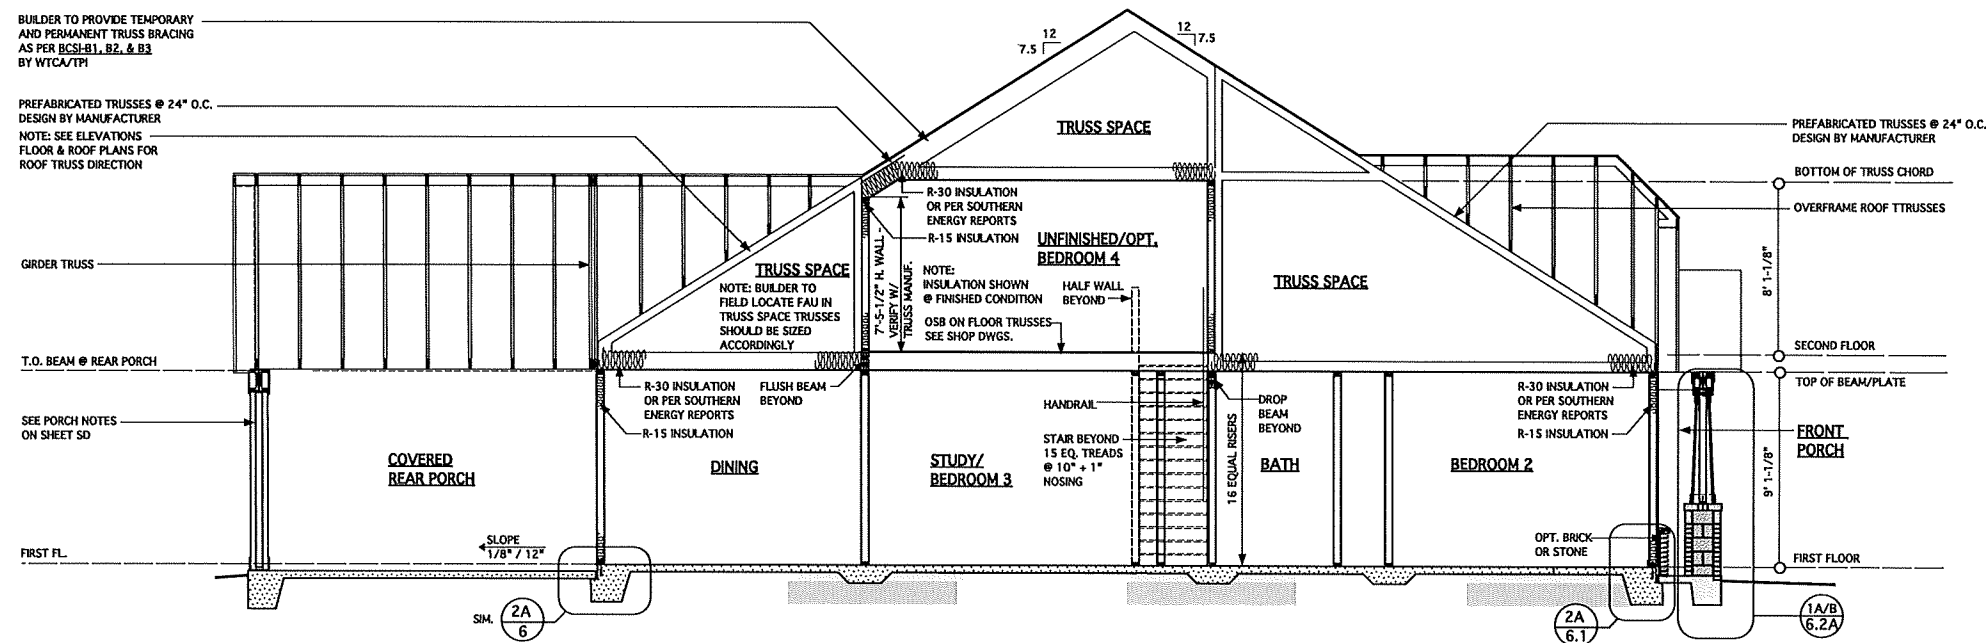 BUILDER TO PROVIDE TEMPORARY
AND PERMANENT TRUSS BRACING
AS PER BCSI-B1, B2, & B3
BY WTCA/TPI
12
7.5
12
7.5
PREFABRICATED TRUSSES @ 24" O.C.
DESIGN BY MANUFACTURER
NOTE: SEE ELEVATIONS
FLOOR & ROOF PLANS FOR
ROOF TRUSS DIRECTION
TRUSS SPACE
PREFABRICATED TRUSSES @ 24" O.C.
DESIGN BY MANUFACTURER
BOTTOM OF TRUSS CHORD
OVERFRAME ROOF TTRUSSES
R-30 INSULATION
OR PER SOUTHERN
ENERGY REPORTS
R-15 INSULATION
UNFINISHED/OPT.
BEDROOM 4
GIRDER TRUSS
TRUSS SPACE
NOTE: BUILDER TO
FIELD LOCATE FAU IN
TRUSS SPACE TRUSSES
SHOULD BE SIZED
ACCORDINGLY
7'-5-1/2" H. WALL -
VERIFY W/
TRUSS MANUF.
NOTE:
INSULATION SHOWN
@ FINISHED CONDITION
HALF WALL
BEYOND
OSB ON FLOOR TRUSSES
SEE SHOP DWGS.
TRUSS SPACE
8' 1-1/8"
SECOND FLOOR
T.O. BEAM @ REAR PORCH
TOP OF BEAM/PLATE
R-30 INSULATION
OR PER SOUTHERN
ENERGY REPORTS
R-15 INSULATION
FLUSH BEAM
BEYOND
HANDRAIL
DROP
BEAM
BEYOND
R-30 INSULATION
OR PER SOUTHERN
ENERGY REPORTS
R-15 INSULATION
SEE PORCH NOTES
ON SHEET SD
COVERED
REAR PORCH
DINING
STUDY/
BEDROOM 3
STAIR BEYOND
15 EQ. TREADS
@ 10" + 1"
NOSING
16 EQUAL RISERS
BATH
BEDROOM 2
FRONT
PORCH
9' 1-1/8"
OPT. BRICK
OR STONE
FIRST FL.
SLOPE
1/8" / 12"
FIRST FLOOR
SIM.
2A
6
2A
6.1
1A/B
6.2A